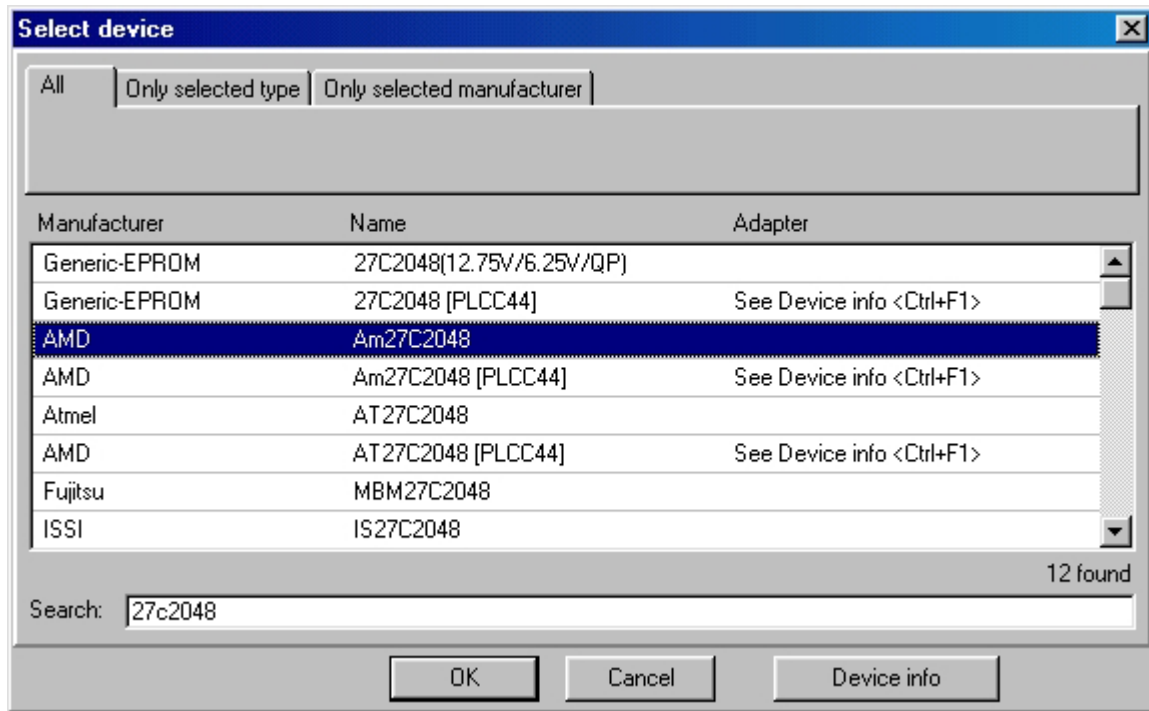 Select device
All Only selected type Only selected manufacturer
Manufacturer Name Adapter
Generic-EPROM 27C2048(12.75V/6.25V/QP)
Generic-EPROM 27C2048 [PLCC44] See Device info <Ctrl+F1>
AMD Am27C2048
AMD Am27C2048 [PLCC44] See Device info <Ctrl+F1>
Atmel AT27C2048
AMD AT27C2048 [PLCC44] See Device info <Ctrl+F1>
Fujitsu MBM27C2048
ISSI IS27C2048
12 found
Search: 27c2048
OK Cancel Device info